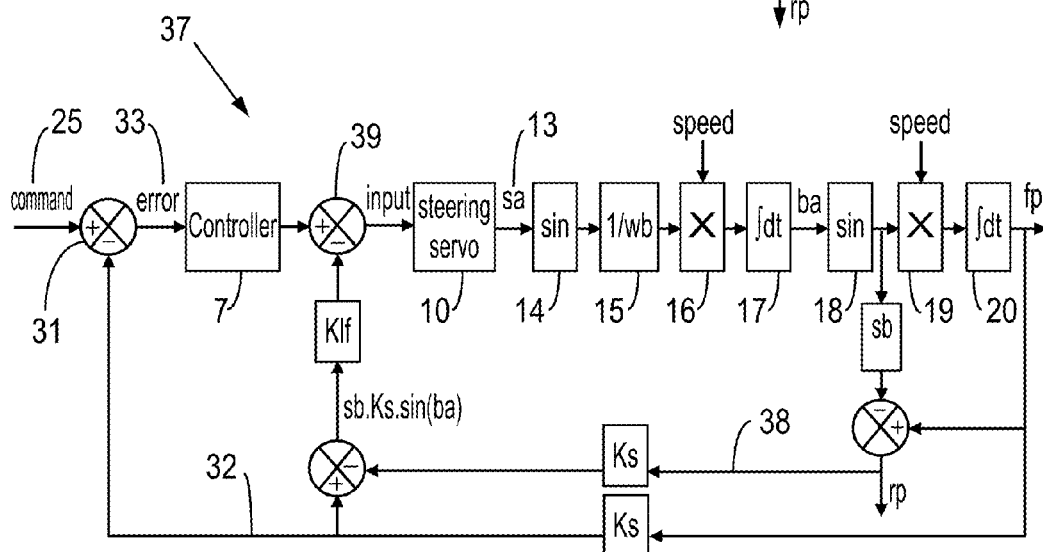 rp
37
25
33
39
13
speed
speed
command
error
input
sa
ba
fp
+
−
Controller
+
−
steering
servo
sin
1/wb
X
∫dt
sin
X
∫dt
31
7
10
14
15
16
17
18
19
20
Klf
sb
sb.Ks.sin(ba)
−
+
38
Ks
−
+
32
rp
Ks